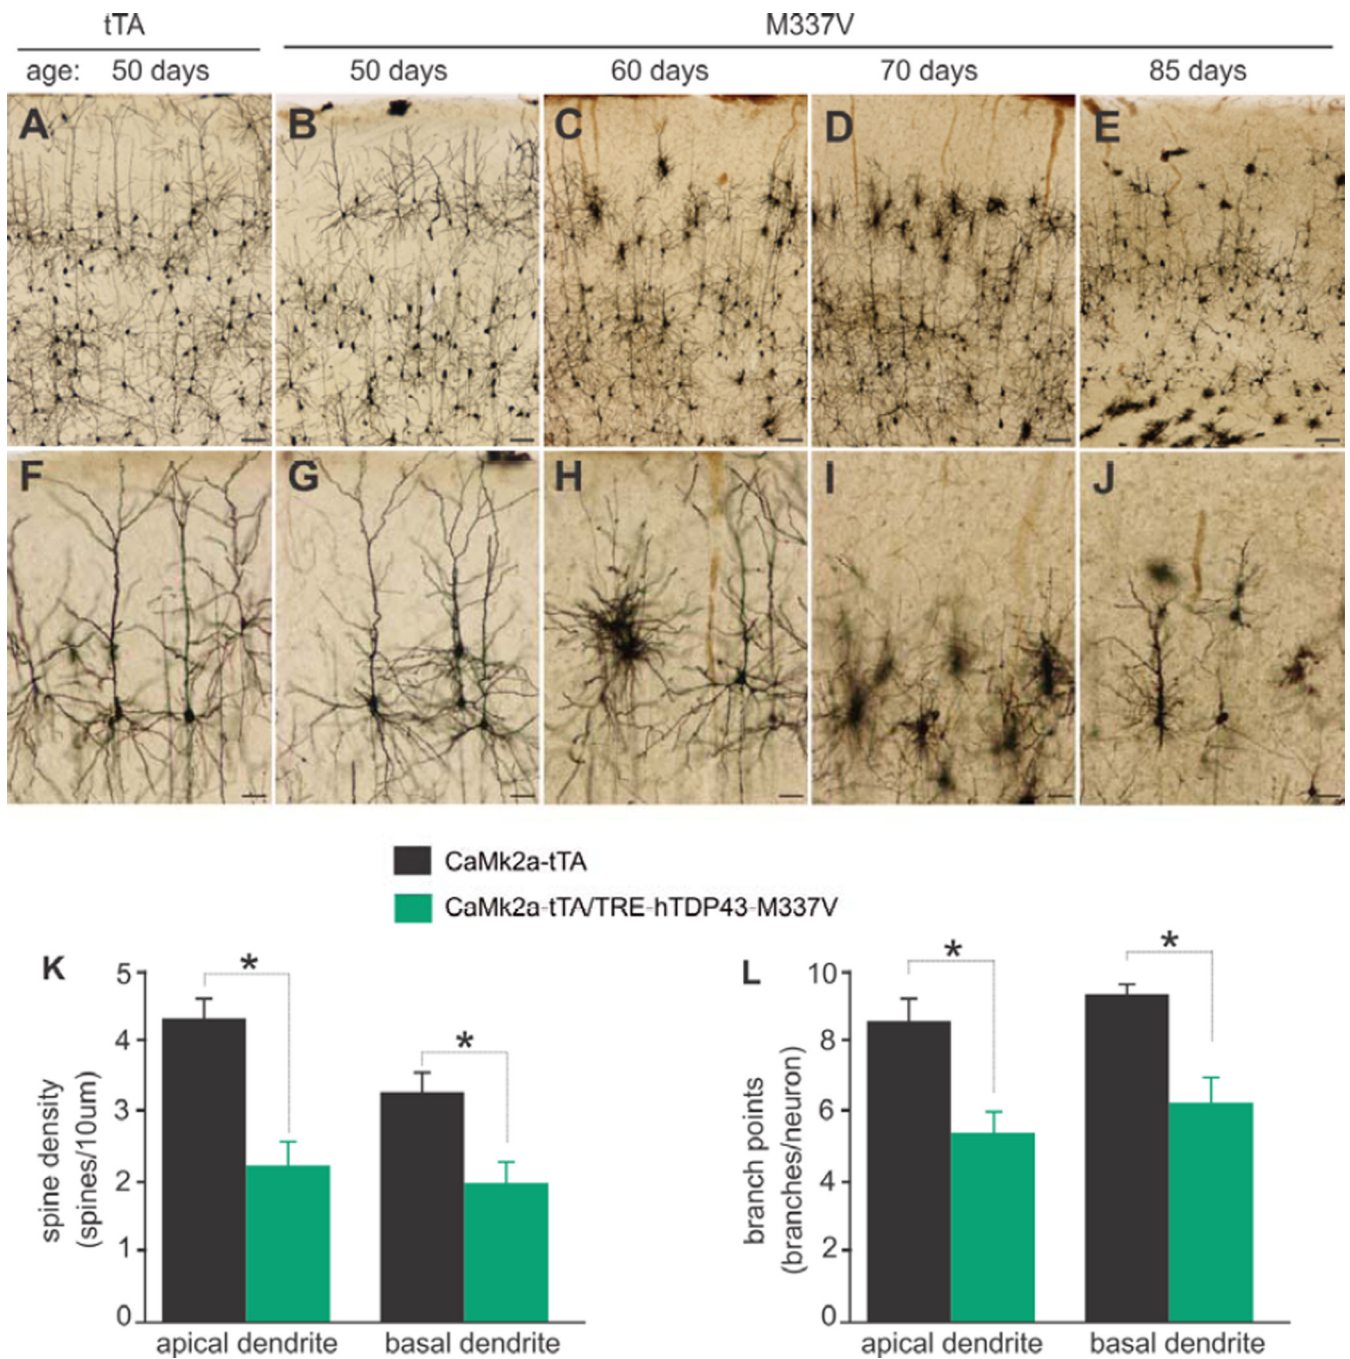 tTA M337V
age: 50 days 50 days 60 days 70 days 85 days
A B C D E
F G H I J
CaMk2a-tTA
CaMk2a-tTA/TRE-hTDP43-M337V
K
spine density
(spines/10um)
5
4
3
2
1
0
* *
apical dendrite basal dendrite
L
branch points
(branches/neuron)
10
8
6
4
2
0
* *
apical dendrite basal dendrite